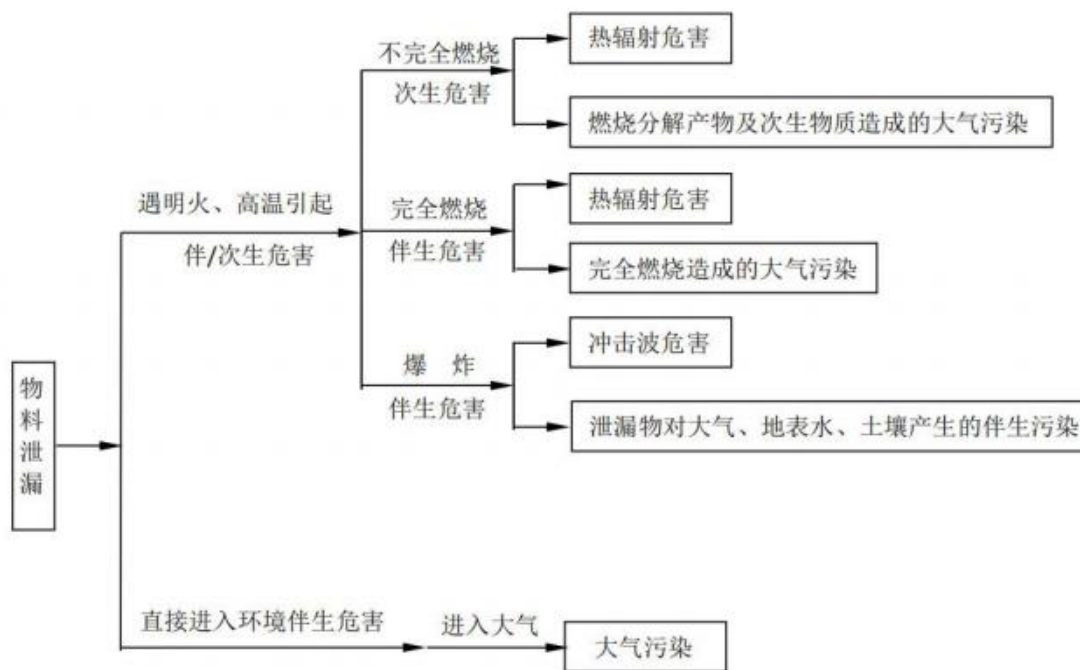 不完全燃烧
次生危害
热辐射危害
燃烧分解产物及次生物质造成的大气污染
遇明火、高温引起
伴/次生危害
完全燃烧
伴生危害
热辐射危害
完全燃烧造成的大气污染
爆 炸
伴生危害
冲击波危害
泄漏物对大气、地表水、土壤产生的伴生污染
物料泄漏
直接进入环境伴生危害
进入大气
大气污染